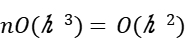 nO(𝒽 ³) = O(𝒽 ²)